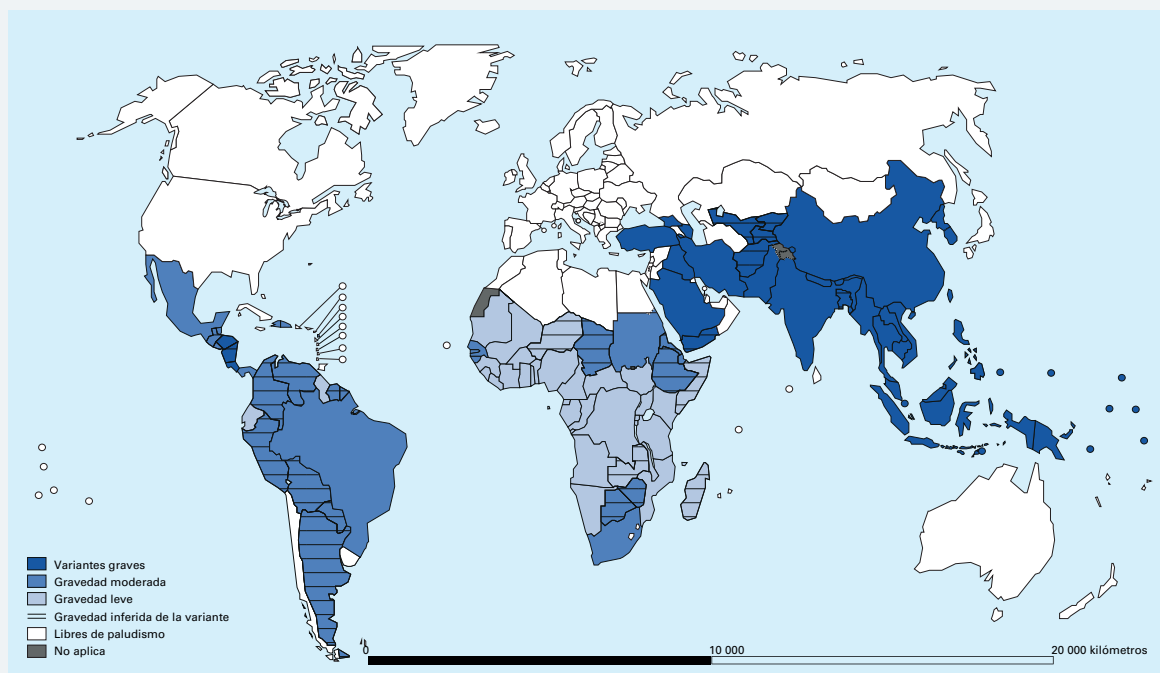 Variantes graves
Gravedad moderada
Gravedad leve
Gravedad inferida de la variante
Libres de paludismo
No aplica
0 10 000 20 000 kilómetros